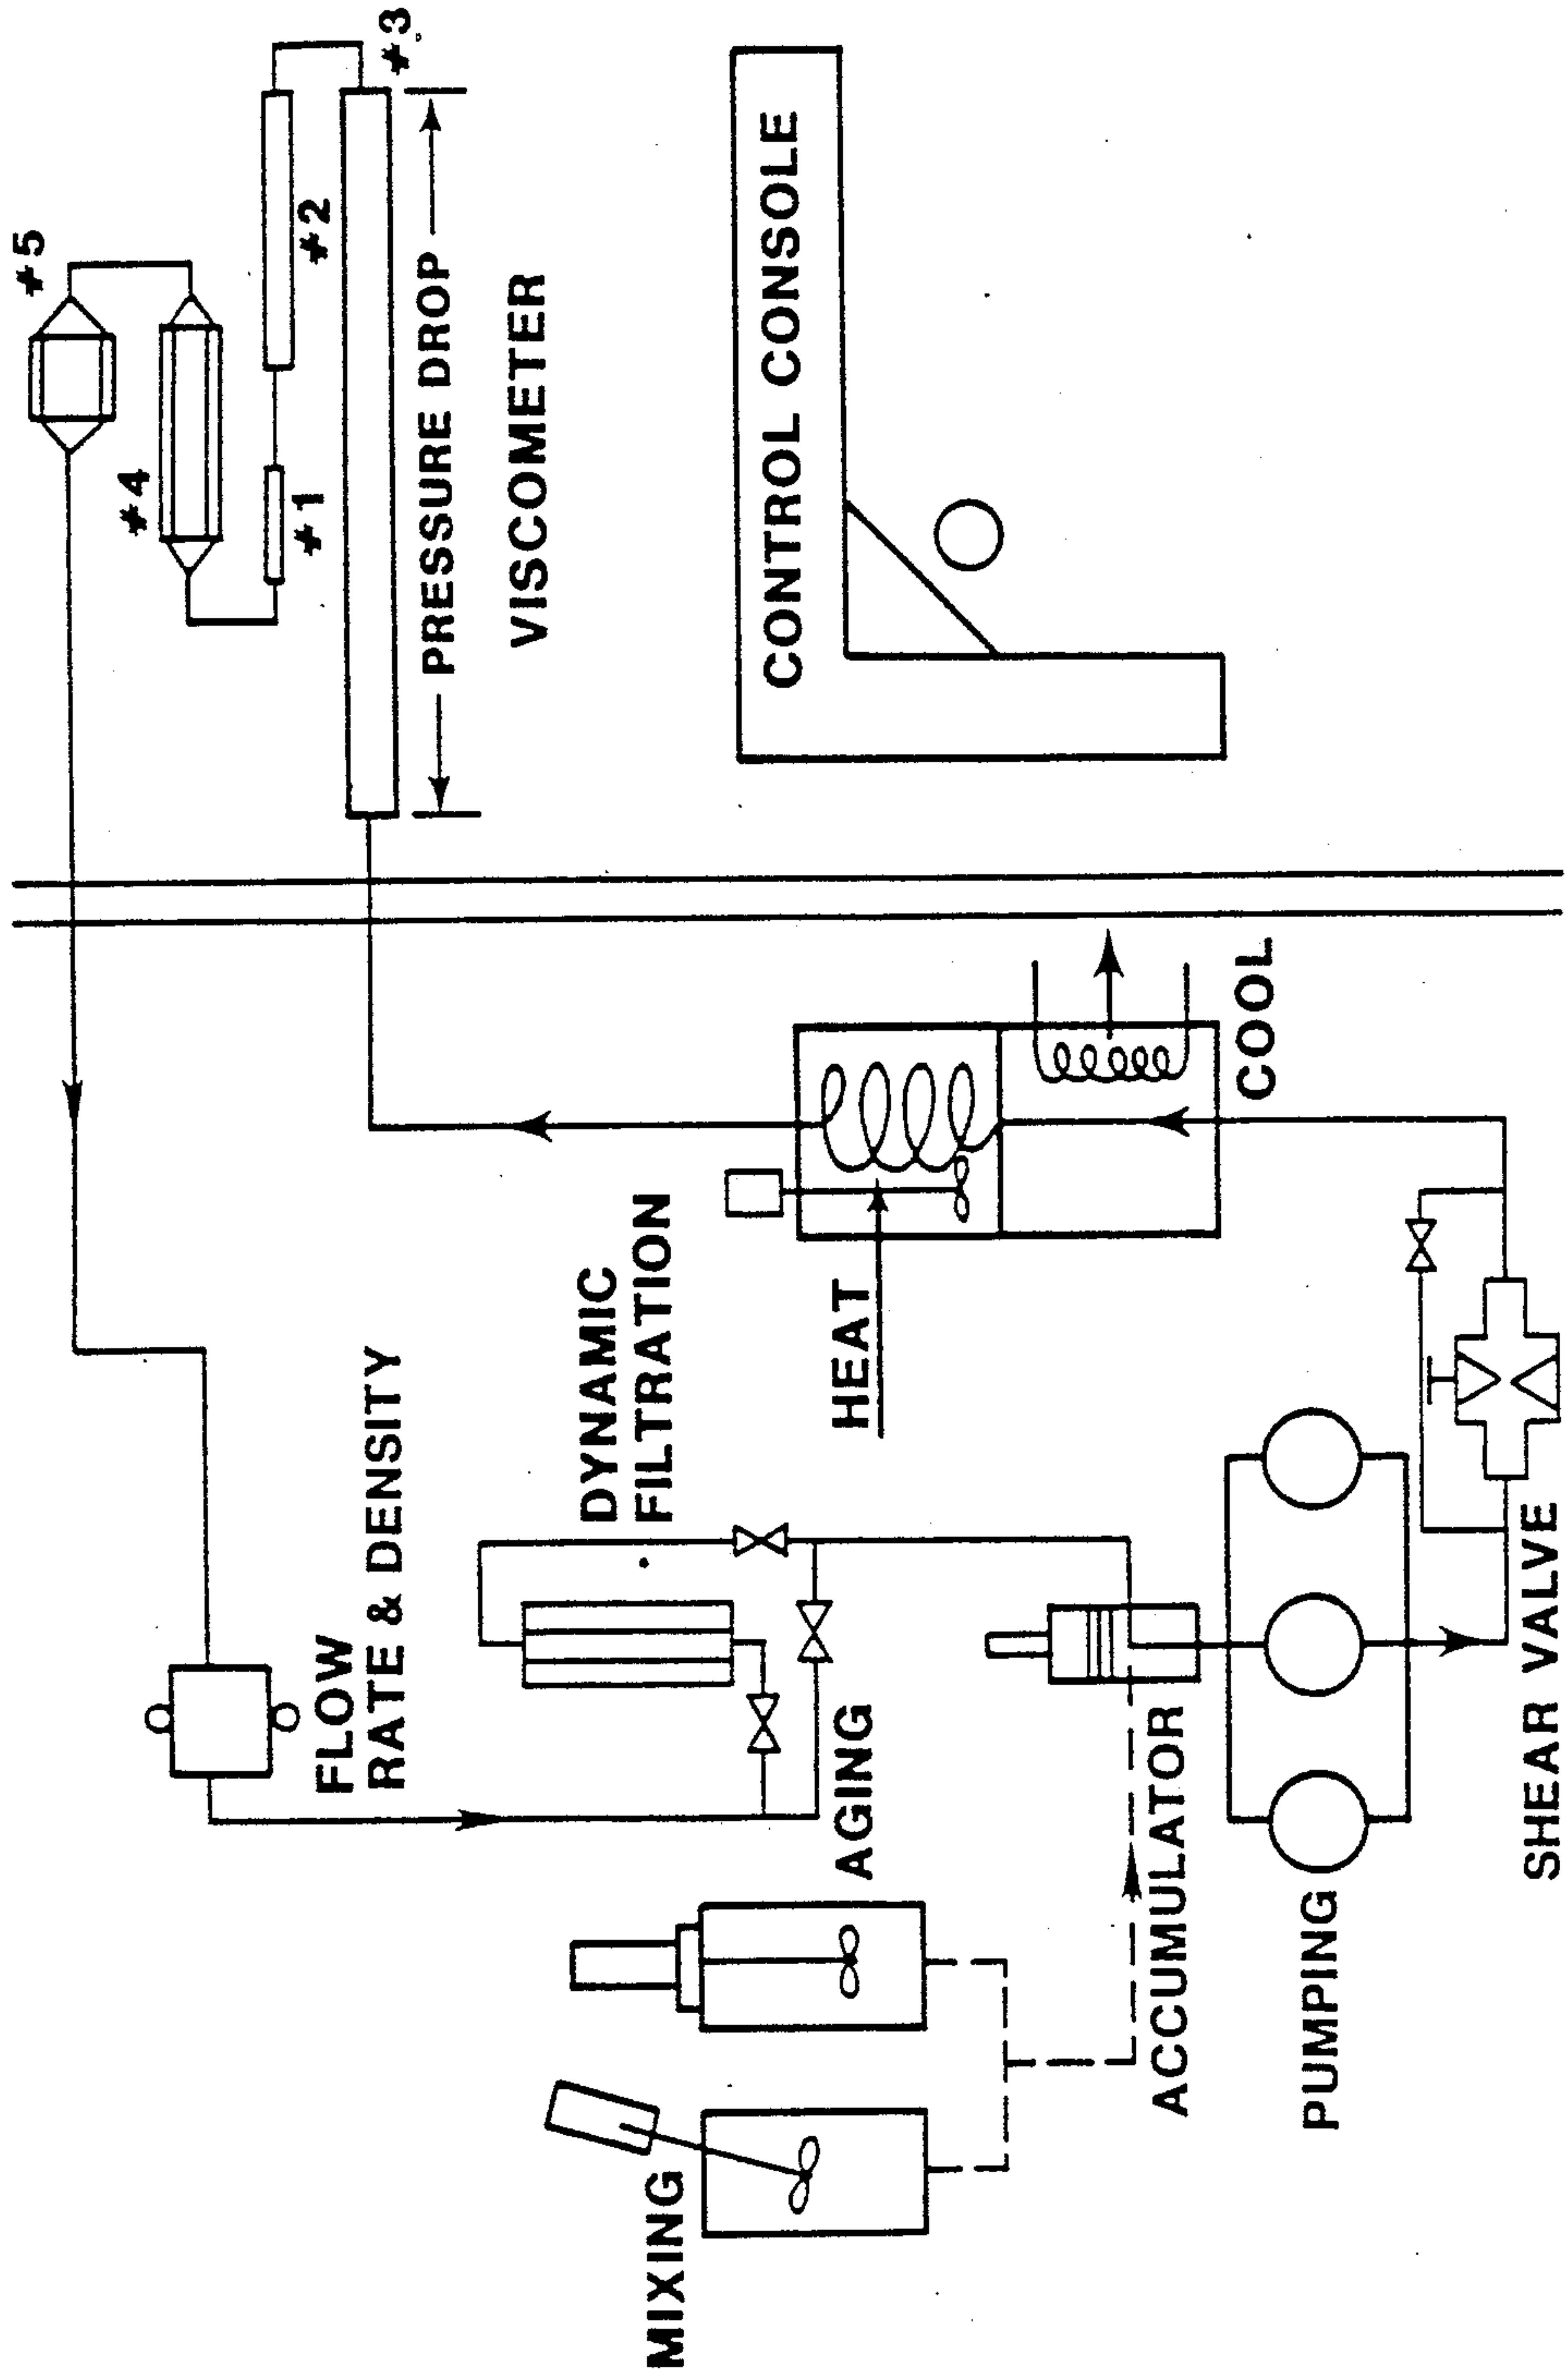 MIXING
AGING
FLOW
RATE & DENSITY
DYNAMIC
FILTRATION
HEAT
COOL
ACCUMULATOR
PUMPING
SHEAR VALVE
#5
#4
#1
#2
#3
PRESSURE DROP
VISCOMETER
CONTROL CONSOLE